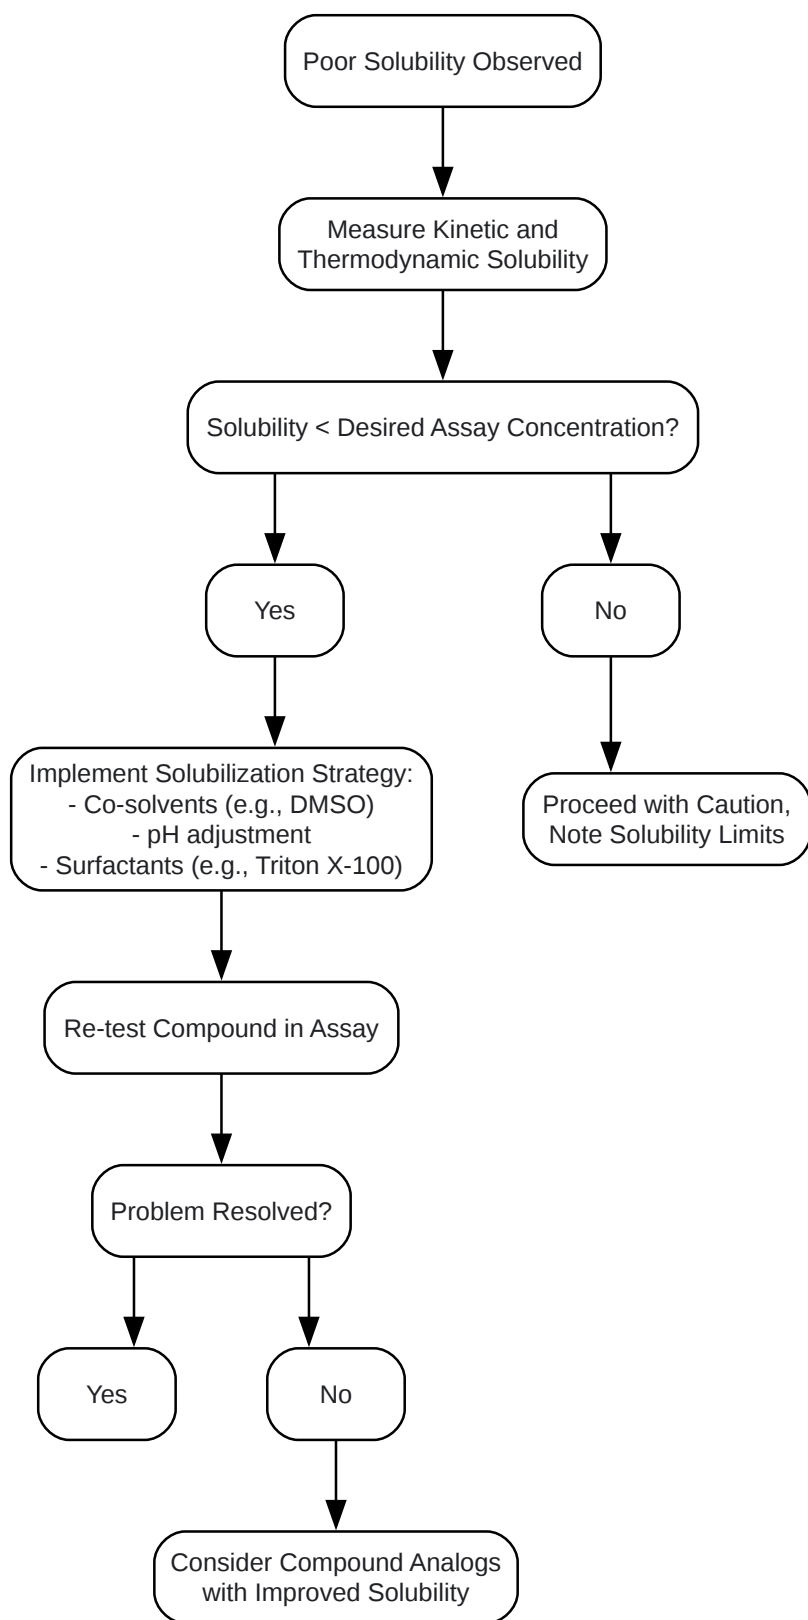 Poor Solubility Observed
Measure Kinetic and
Thermodynamic Solubility
Solubility < Desired Assay Concentration?
Yes
No
Implement Solubilization Strategy:
- Co-solvents (e.g., DMSO)
- pH adjustment
- Surfactants (e.g., Triton X-100)
Proceed with Caution,
Note Solubility Limits
Re-test Compound in Assay
Problem Resolved?
Yes
No
Consider Compound Analogs
with Improved Solubility